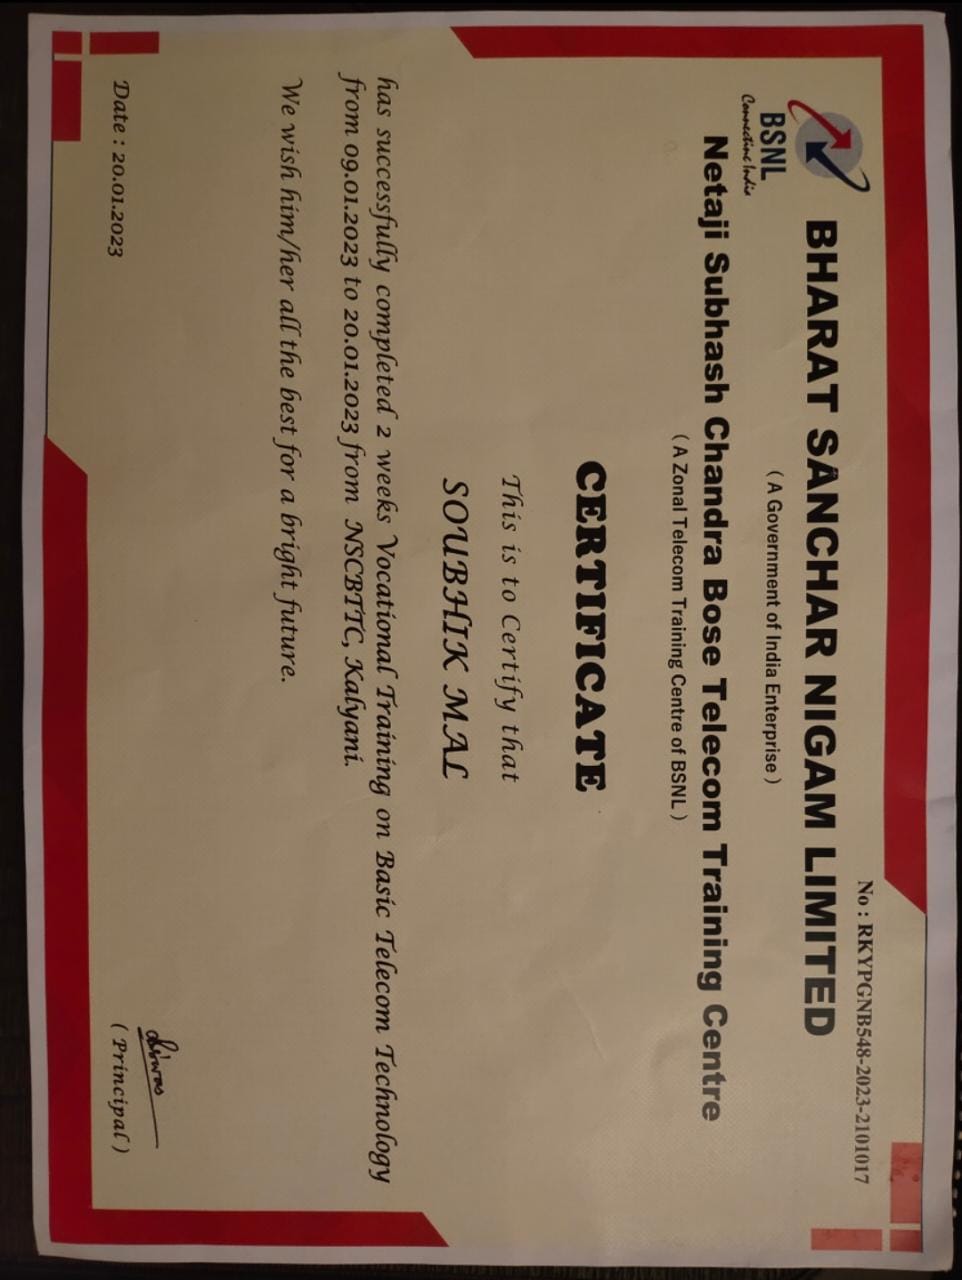 No : RKYPGNB548-2023-2101017
BHARAT SANCHAR NIGAM LIMITED
BSNL
Connecting India
( A Government of India Enterprise )
Netaji Subhash Chandra Bose Telecom Training Centre
( A Zonal Telecom Training Centre of BSNL )
CERTIFICATE
This is to Certify that
SOUBHIK MAL
has successfully completed 2 weeks Vocational Training on Basic Telecom Technology
from 09.01.2023 to 20.01.2023 from NSCBTTC, Kalyani.
We wish him/her all the best for a bright future.
Date : 20.01.2023
( Principal )